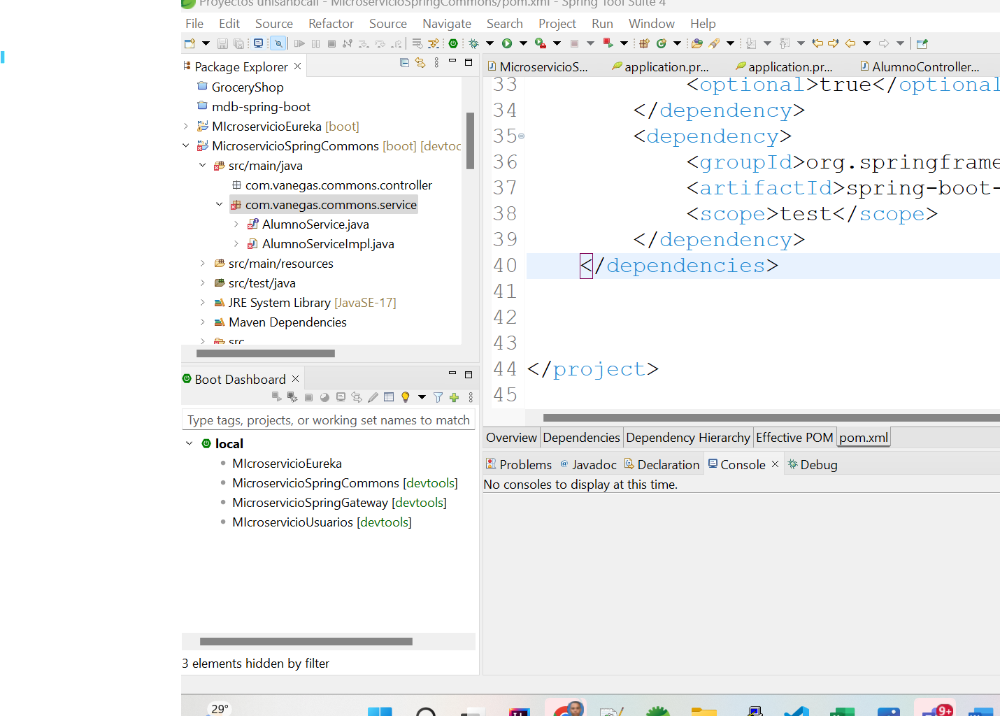 Proyectos unisanbcali - MicroservicioSpringCommons/pom.xml - Spring Tool Suite 4
File Edit Source Refactor Source Navigate Search Project Run Window Help
Package Explorer
GroceryShop
mdb-spring-boot
MIcroservicioEureka [boot]
MicroservicioSpringCommons [boot] [devtoc
src/main/java
com.vanegas.commons.controller
com.vanegas.commons.service
AlumnoService.java
AlumnoServiceImpl.java
src/main/resources
src/test/java
JRE System Library [JavaSE-17]
Maven Dependencies
src
Boot Dashboard
Type tags, projects, or working set names to match
local
MIcroservicioEureka
MicroservicioSpringCommons [devtools]
MicroservicioSpringGateway [devtools]
MIcroservicioUsuarios [devtools]
3 elements hidden by filter
MicroservicioS... application.pr... application.pr... AlumnoController...
33 <optional>true</optional
34 </dependency>
35 <dependency>
36 <groupId>org.springframe
37 <artifactId>spring-boot-
38 <scope>test</scope>
39 </dependency>
40 </dependencies>
41
42
43
44 </project>
45
Overview Dependencies Dependency Hierarchy Effective POM pom.xml
Problems Javadoc Declaration Console Debug
No consoles to display at this time.
29°
9+